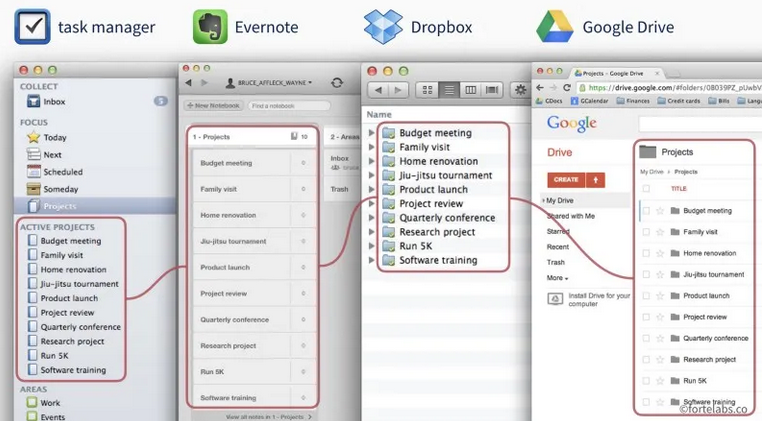 task manager
Evernote
Dropbox
Google Drive
COLLECT
Inbox
5
FOCUS
Today
Next
Scheduled
Someday
Projects
ACTIVE PROJECTS
Budget meeting
Family visit
Home renovation
Jiu-jitsu tournament
Product launch
Project review
Quarterly conference
Research project
Run 5K
Software training
AREAS
Work
Events
BRUCE_AFFLECK_WAYNE
+ New Notebook
Find a notebook
1 - Projects
10
2 - Areas
Budget meeting
Family visit
Home renovation
Jiu-jitsu tournament
Product launch
Project review
Quarterly conference
Research project
Run 5K
Software training
View all notes in 1 - Projects
Inbox
Trash
Name
Budget meeting
Family visit
Home renovation
Jiu-jitsu tournament
Product launch
Project review
Quarterly conference
Research project
Run 5K
Software training
Projects - Google Drive
https://drive.google.com/#folders/0B039PZ_pUwbV
GDocs
GCalendar
Finances
Credit cards
Bills
Google
Drive
CREATE
My Drive
Shared with Me
Starred
Recent
Trash
More
Install Drive for your
computer
Projects
My Drive
Projects
TITLE
Budget meeting
Family visit
Home renovation
Jiu-jitsu tournament
Product launch
Project review
Quarterly conference
Research project
Run 5K
Software training
©fortelabs.co